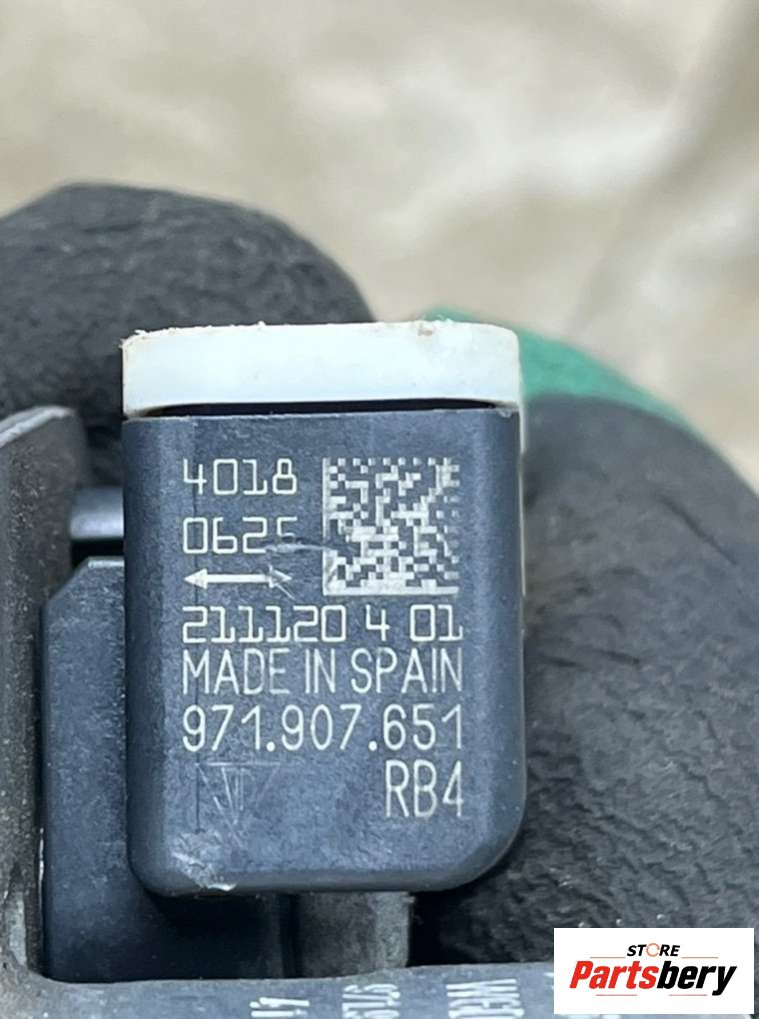 4018
0625
211120 4 01
MADE IN SPAIN
971.907.651
RB4
STORE
Partsbery